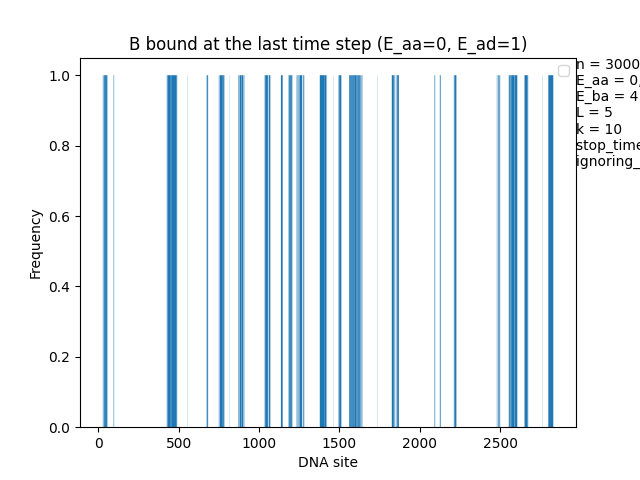 B bound at the last time step (E_aa=0, E_ad=1)
n = 3000
E_aa = 0,
E_ba = 4
L = 5
k = 10
stop_time
ignoring_
Frequency
1.0
0.8
0.6
0.4
0.2
0.0
0 500 1000 1500 2000 2500
DNA site